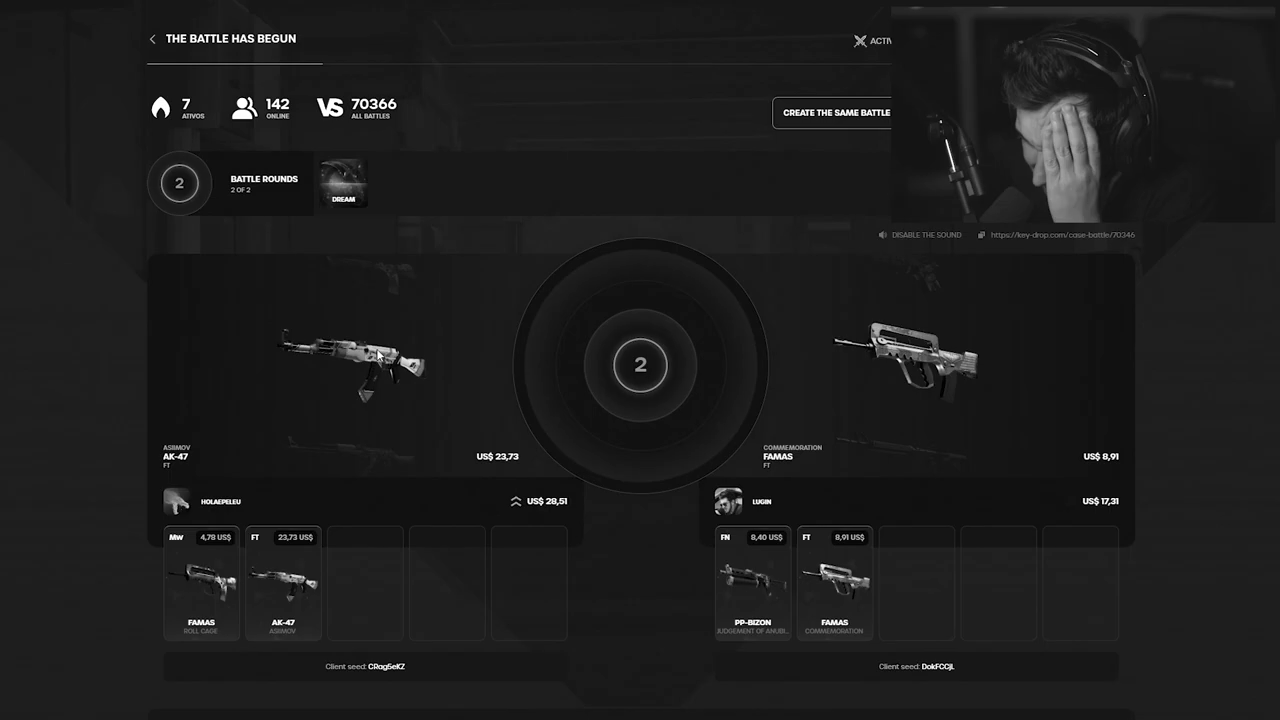 THE BATTLE HAS BEGUN
ACTIV
7
ATIVOS
142
ONLINE
VS
70366
ALL BATTLES
CREATE THE SAME BATTLE
2
BATTLE ROUNDS
2 OF 2
DREAM
DISABLE THE SOUND
https://key-drop.com/case-battle/70346
2
ASIIMOV
AK-47
FT
US$ 23,73
COMMEMORATION
FAMAS
FT
US$ 8,91
HOLAEPELEU
US$ 28,51
LUGIN
US$ 17,31
MW
4,78 US$
FAMAS
ROLL CAGE
FT
23,73 US$
AK-47
ASIIMOV
FN
8,40 US$
PP-BIZON
JUDGEMENT OF ANUBI...
FT
8,91 US$
FAMAS
COMMEMORATION
Client seed: CRag5eKZ
Client seed: DokFCCjL